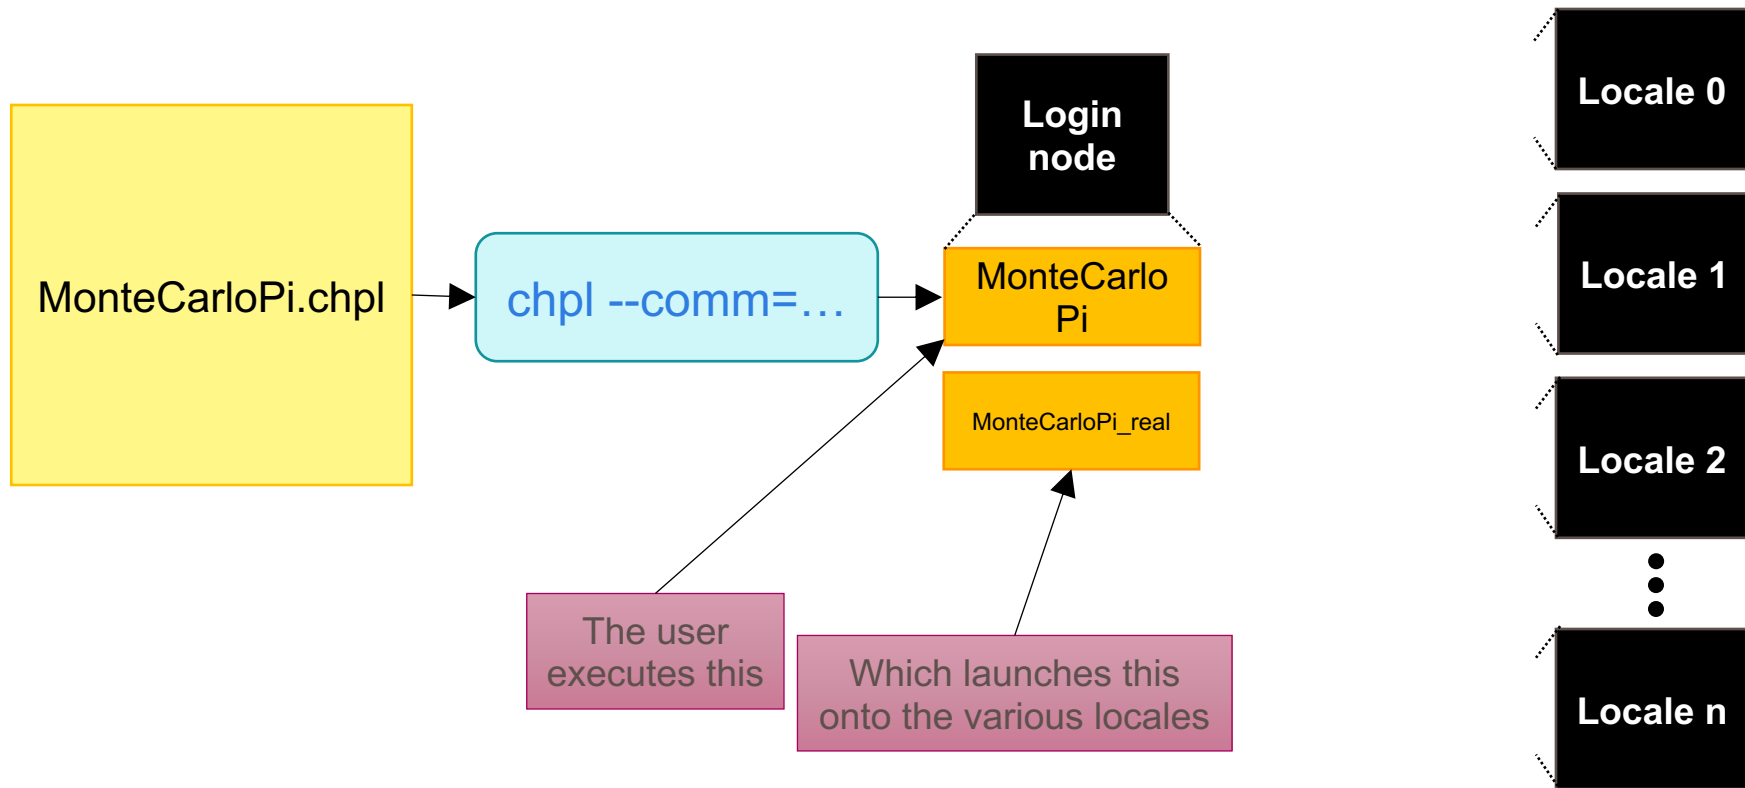 MonteCarloPi.chpl
chpl --comm=…
Login
node
MonteCarlo
Pi
MonteCarloPi_real
The user
executes this
Which launches this
onto the various locales
Locale 0
Locale 1
Locale 2
Locale n